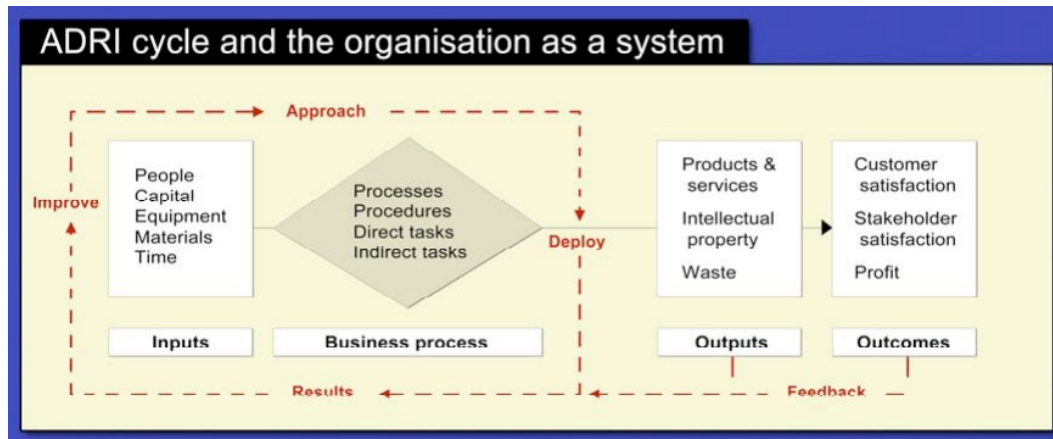 ADRI cycle and the organisation as a system
Approach
Improve
People
Capital
Equipment
Materials
Time
Processes
Procedures
Direct tasks
Indirect tasks
Deploy
Products &
services
Intellectual
property
Waste
Customer
satisfaction
Stakeholder
satisfaction
Profit
Inputs
Business process
Outputs
Outcomes
Results
Feedback